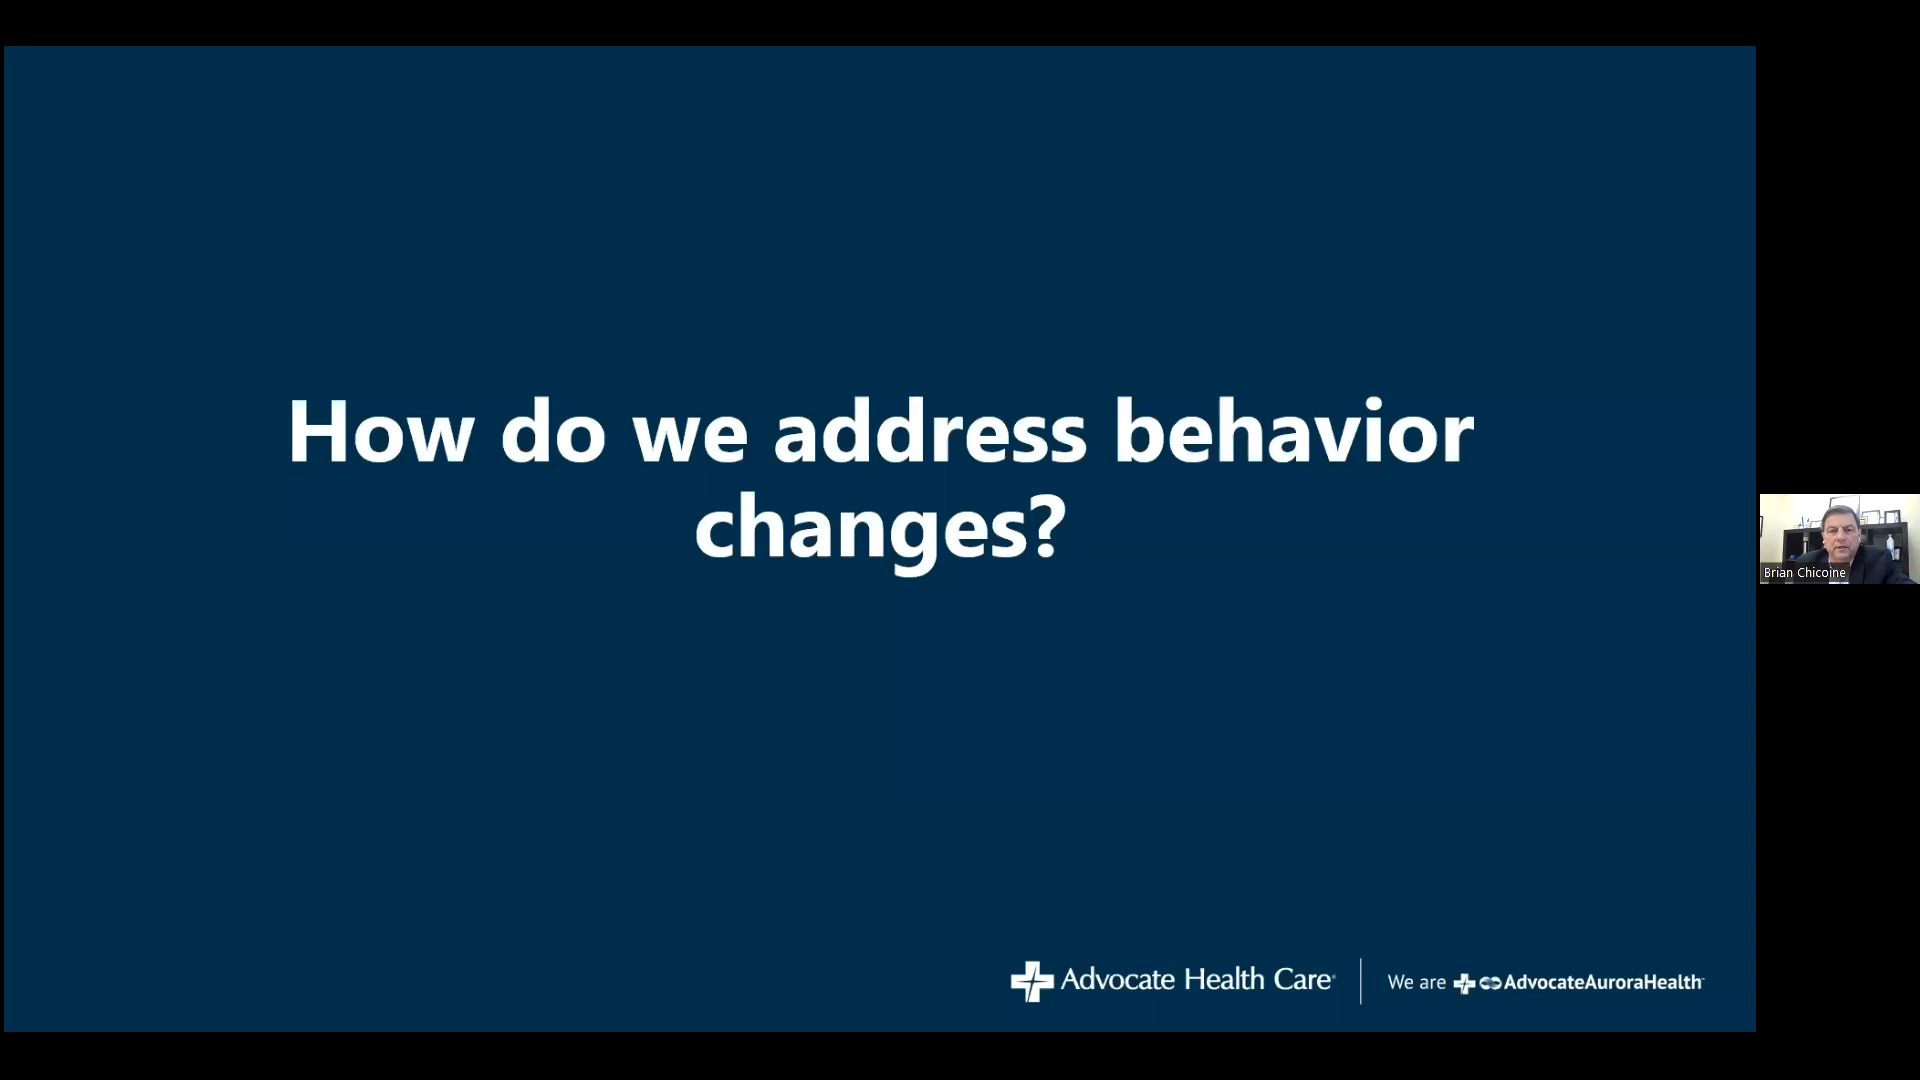 How do we address behavior
changes?
Brian Chicoine
Advocate Health Care
We are AdvocateAuroraHealth